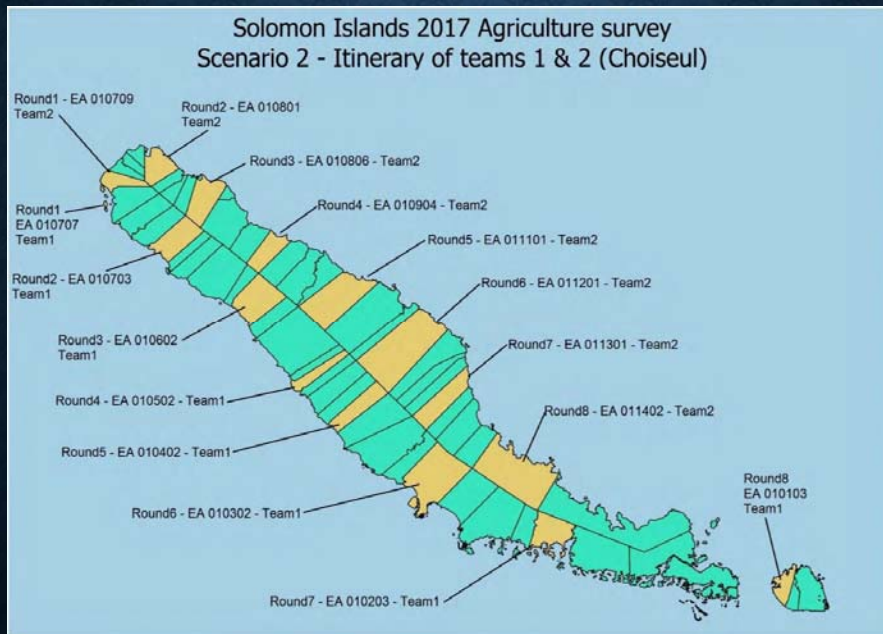 Solomon Islands 2017 Agriculture survey
Scenario 2 - Itinerary of teams 1 & 2 (Choiseul)
Round1 - EA 010709
Team2
Round2 - EA 010801
Team2
Round3 - EA 010806 - Team2
Round1
EA 010707
Team1
Round4 - EA 010904 - Team2
Round5 - EA 011101 - Team2
Round2 - EA 010703
Team1
Round6 - EA 011201 - Team2
Round3 - EA 010602
Team1
Round7 - EA 011301 - Team2
Round4 - EA 010502 - Team1
Round8 - EA 011402 - Team2
Round5 - EA 010402 - Team1
Round8
EA 010103
Team1
Round6 - EA 010302 - Team1
Round7 - EA 010203 - Team1